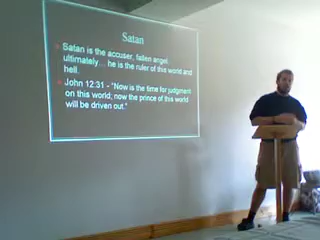 Satan
Satan is the accuser, fallen angel,
ultimately... he is the ruler of this world and
hell.
John 12:31 - "Now is the time for judgment
on this world; now the prince of this world
will be driven out."